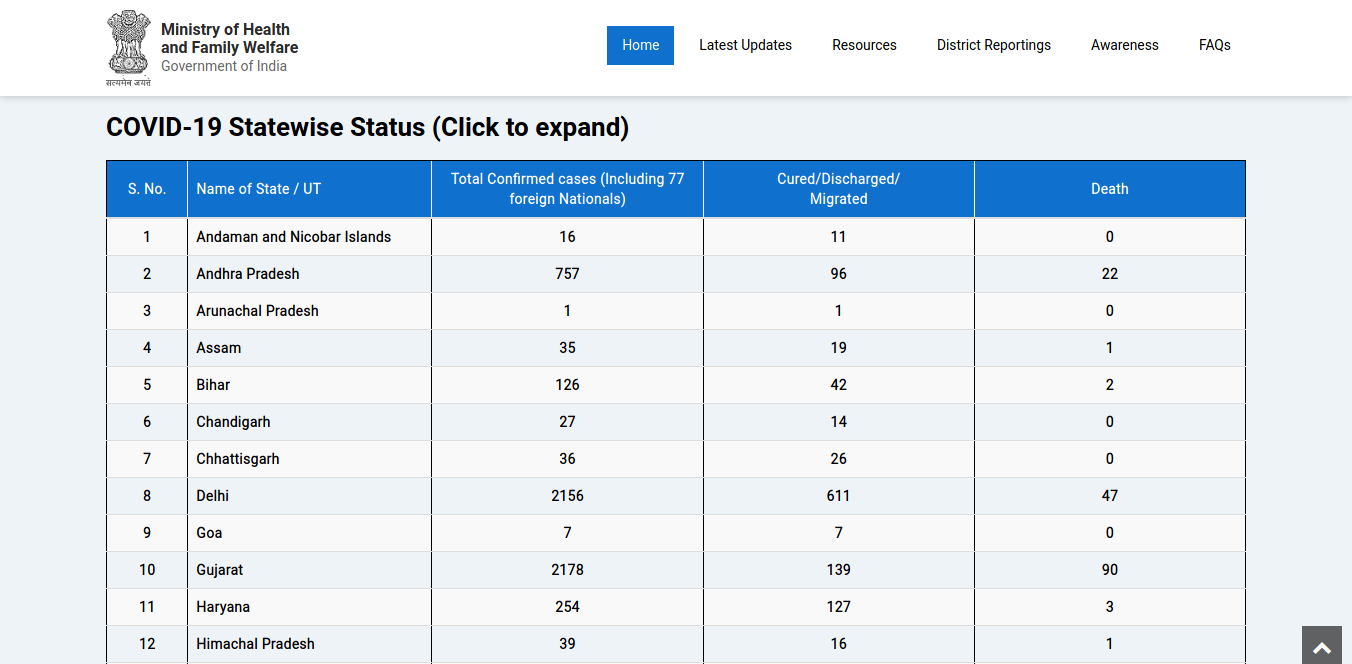 Ministry of Health
and Family Welfare
Government of India
सत्यमेव जयते
Home Latest Updates Resources District Reportings Awareness FAQs
COVID-19 Statewise Status (Click to expand)
S. No. Name of State / UT Total Confirmed cases (Including 77 foreign Nationals) Cured/Discharged/ Migrated Death
1 Andaman and Nicobar Islands 16 11 0
2 Andhra Pradesh 757 96 22
3 Arunachal Pradesh 1 1 0
4 Assam 35 19 1
5 Bihar 126 42 2
6 Chandigarh 27 14 0
7 Chhattisgarh 36 26 0
8 Delhi 2156 611 47
9 Goa 7 7 0
10 Gujarat 2178 139 90
11 Haryana 254 127 3
12 Himachal Pradesh 39 16 1